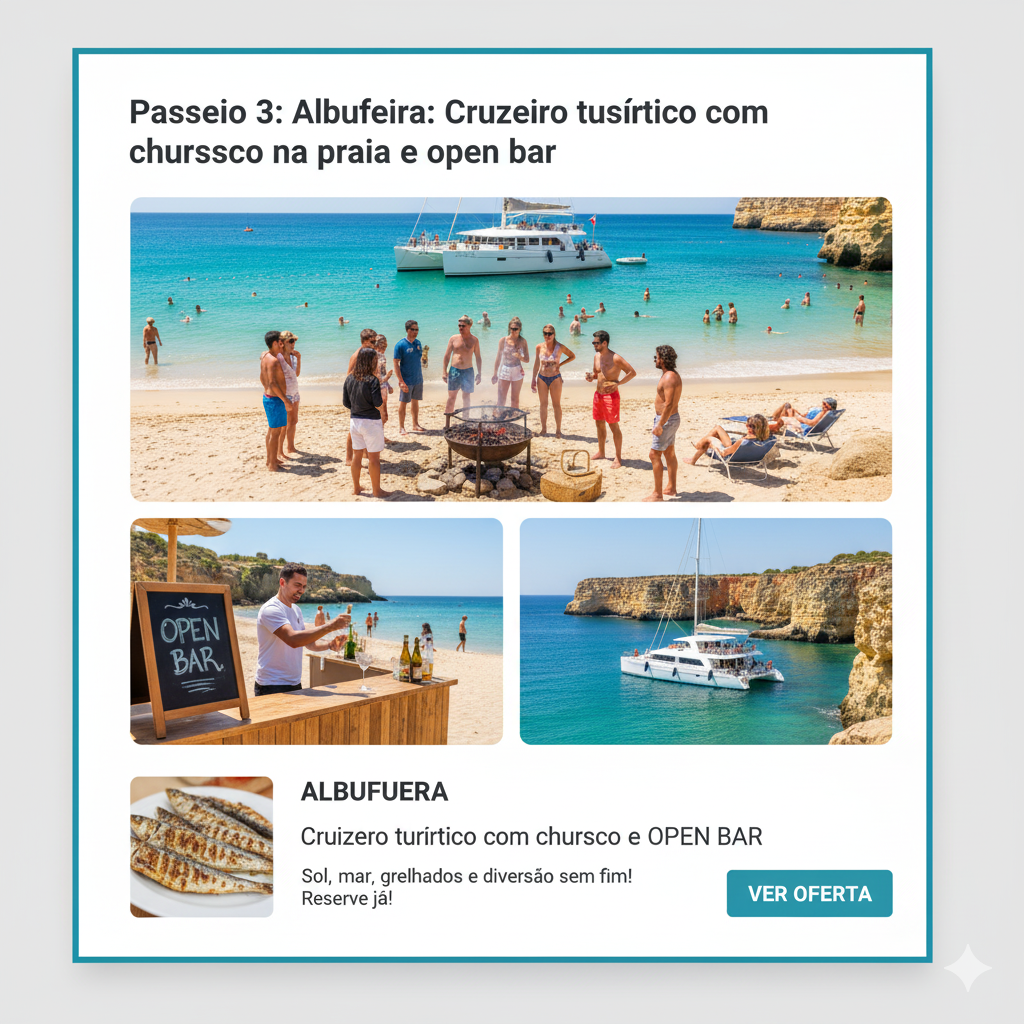 Passeio 3: Albufeira: Cruzeiro tusírtico com
churssco na praia e open bar
OPEN
BAR
ALBUFUERA
Cruizero turírtico com chursco e OPEN BAR
Sol, mar, grelhados e diversão sem fim!
Reserve já!
VER OFERTA